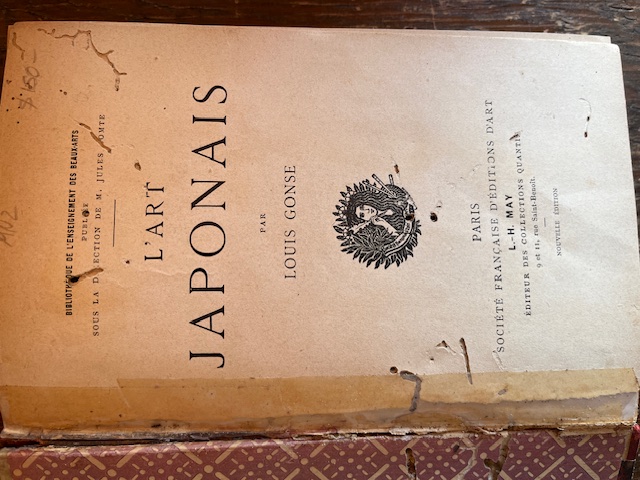 BIBLIOTHÈQUE DE L'ENSEIGNEMENT DES BEAUX-ARTS
PUBLIÉE
SOUS LA DIRECTION DE M. JULES COMTE
L'ART
JAPONAIS
PAR
LOUIS GONSE
PARIS
SOCIÉTÉ FRANÇAISE D'ÉDITIONS D'ART
L.-H. MAY
ÉDITEUR DES COLLECTIONS QUANTIN
9 et 11, rue Saint-Benoît.
NOUVELLE ÉDITION